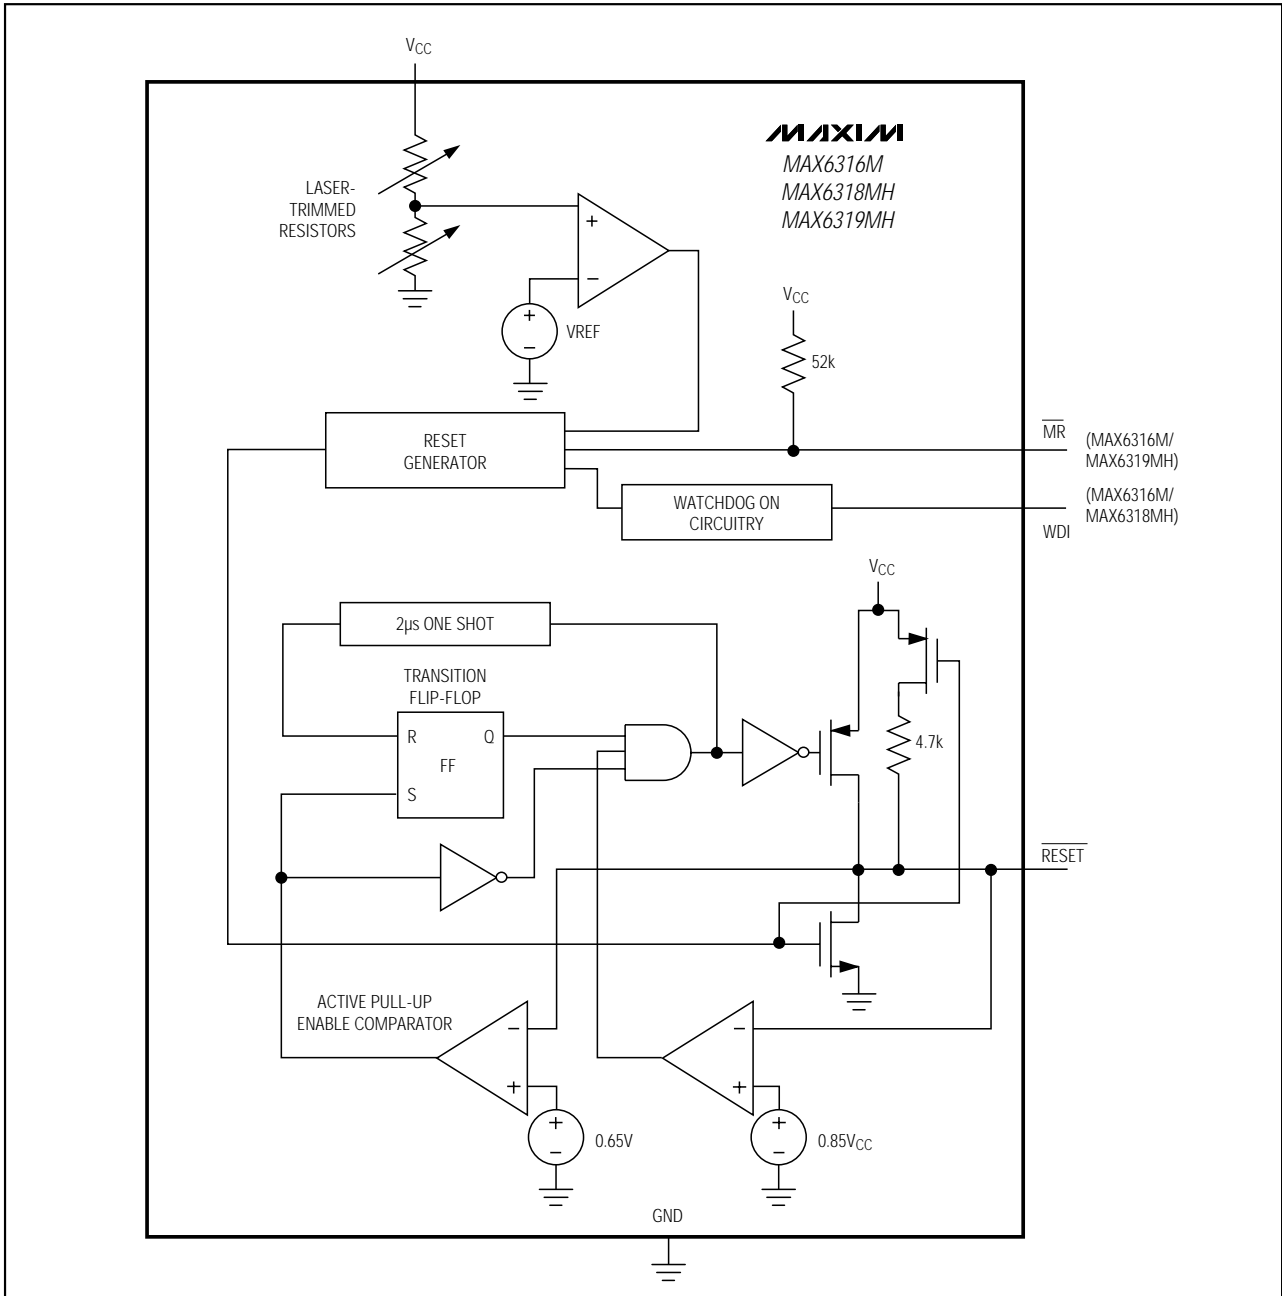 VCC
MAXIM
MAX6316M
MAX6318MH
MAX6319MH
LASER-
TRIMMED
RESISTORS
+
−
+
−
VREF
VCC
52k
RESET
GENERATOR
MR
(MAX6316M/
MAX6319MH)
WATCHDOG ON
CIRCUITRY
(MAX6316M/
MAX6318MH)
WDI
VCC
2µs ONE SHOT
TRANSITION
FLIP-FLOP
R
Q
FF
S
4.7k
RESET
ACTIVE PULL-UP
ENABLE COMPARATOR
−
+
+
−
0.65V
−
+
+
−
0.85VCC
GND